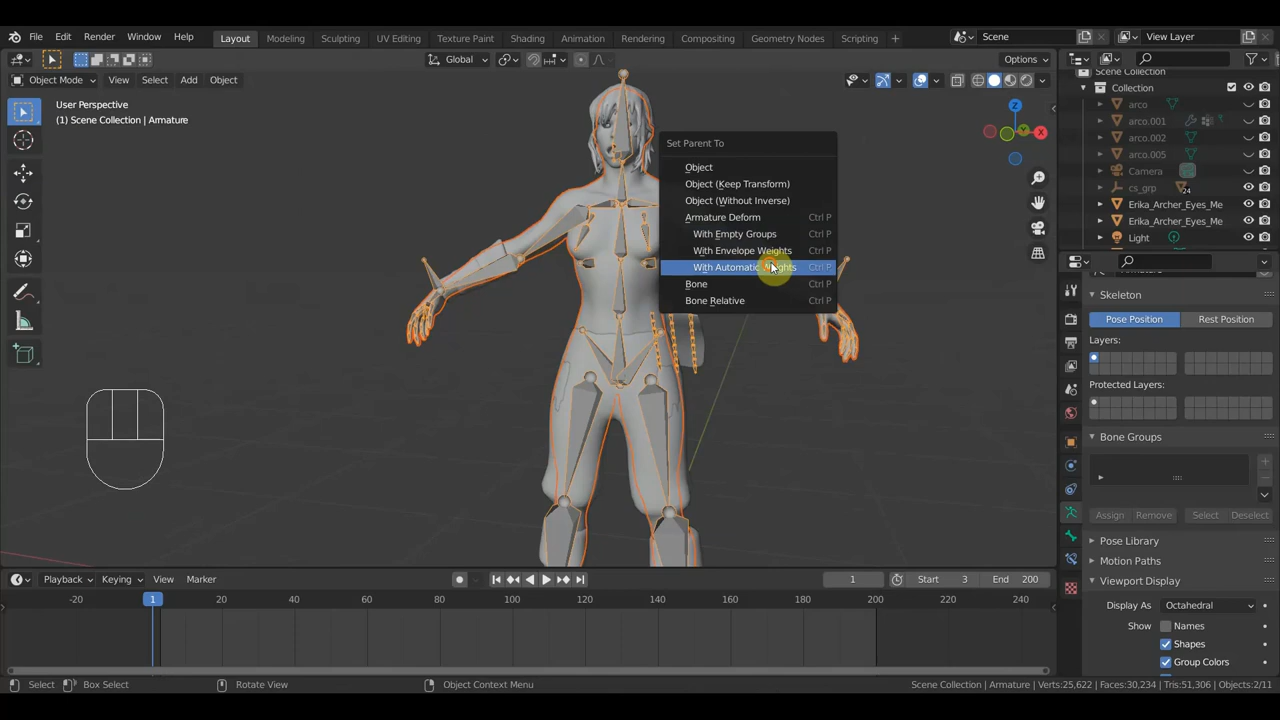 File Edit Render Window Help Layout Modeling Sculpting UV Editing Texture Paint Shading Animation Rendering Compositing Geometry Nodes Scripting Scene View Layer
Global Options
Object Mode View Select Add Object
User Perspective
(1) Scene Collection | Armature
Set Parent To
Object
Object (Keep Transform)
Object (Without Inverse)
Armature Deform Ctrl P
With Empty Groups Ctrl P
With Envelope Weights Ctrl P
With Automatic Weights Ctrl P
Bone Ctrl P
Bone Relative Ctrl P
X
Z
Scene Collection
Collection
arco
arco.001
arco.002
arco.005
Camera
cs_grp 24
Erika_Archer_Eyes_Me
Erika_Archer_Eyes_Me
Light
Skeleton
Pose Position Rest Position
Layers:
Protected Layers:
Bone Groups
Assign Remove Select Deselect
Pose Library
Motion Paths
Viewport Display
Display As Octahedral
Show Names
Shapes
Group Colors
Playback Keying View Marker 1 Start 3 End 200
-20 1 20 40 60 80 100 120 140 160 180 200 220 240
Select Box Select Rotate View Object Context Menu Scene Collection | Armature | Verts:25,622 | Faces:30,234 | Tris:51,306 | Objects:2/11